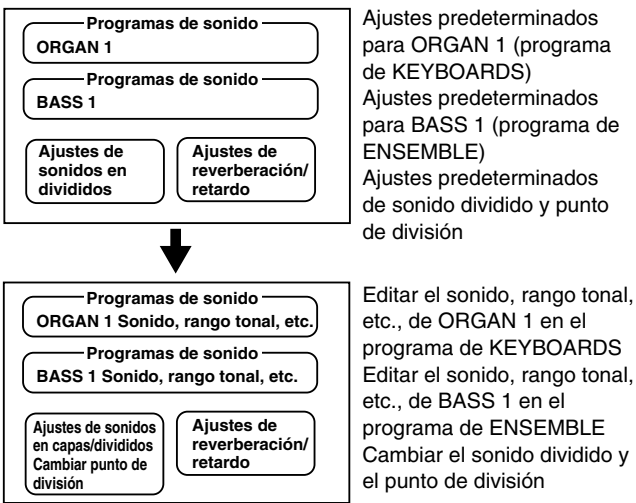 Programas de sonido
ORGAN 1
Programas de sonido
BASS 1
Ajustes de
sonidos en
divididos
Ajustes de
reverberación/
retardo
Ajustes predeterminados
para ORGAN 1 (programa
de KEYBOARDS)
Ajustes predeterminados
para BASS 1 (programa de
ENSEMBLE)
Ajustes predeterminados
de sonido dividido y punto
de división
Programas de sonido
ORGAN 1 Sonido, rango tonal, etc.
Programas de sonido
BASS 1 Sonido, rango tonal, etc.
Ajustes de sonidos
en capas/divididos
Cambiar punto de
división
Ajustes de
reverberación/
retardo
Editar el sonido, rango tonal,
etc., de ORGAN 1 en el
programa de KEYBOARDS
Editar el sonido, rango tonal,
etc., de BASS 1 en el
programa de ENSEMBLE
Cambiar el sonido dividido y
el punto de división